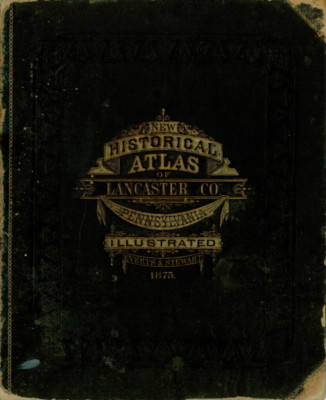 NEW
HISTORICAL
ATLAS
OF
LANCASTER CO
PENNSYLVANIA
ILLUSTRATED
EVERTS & STEWART
1875.